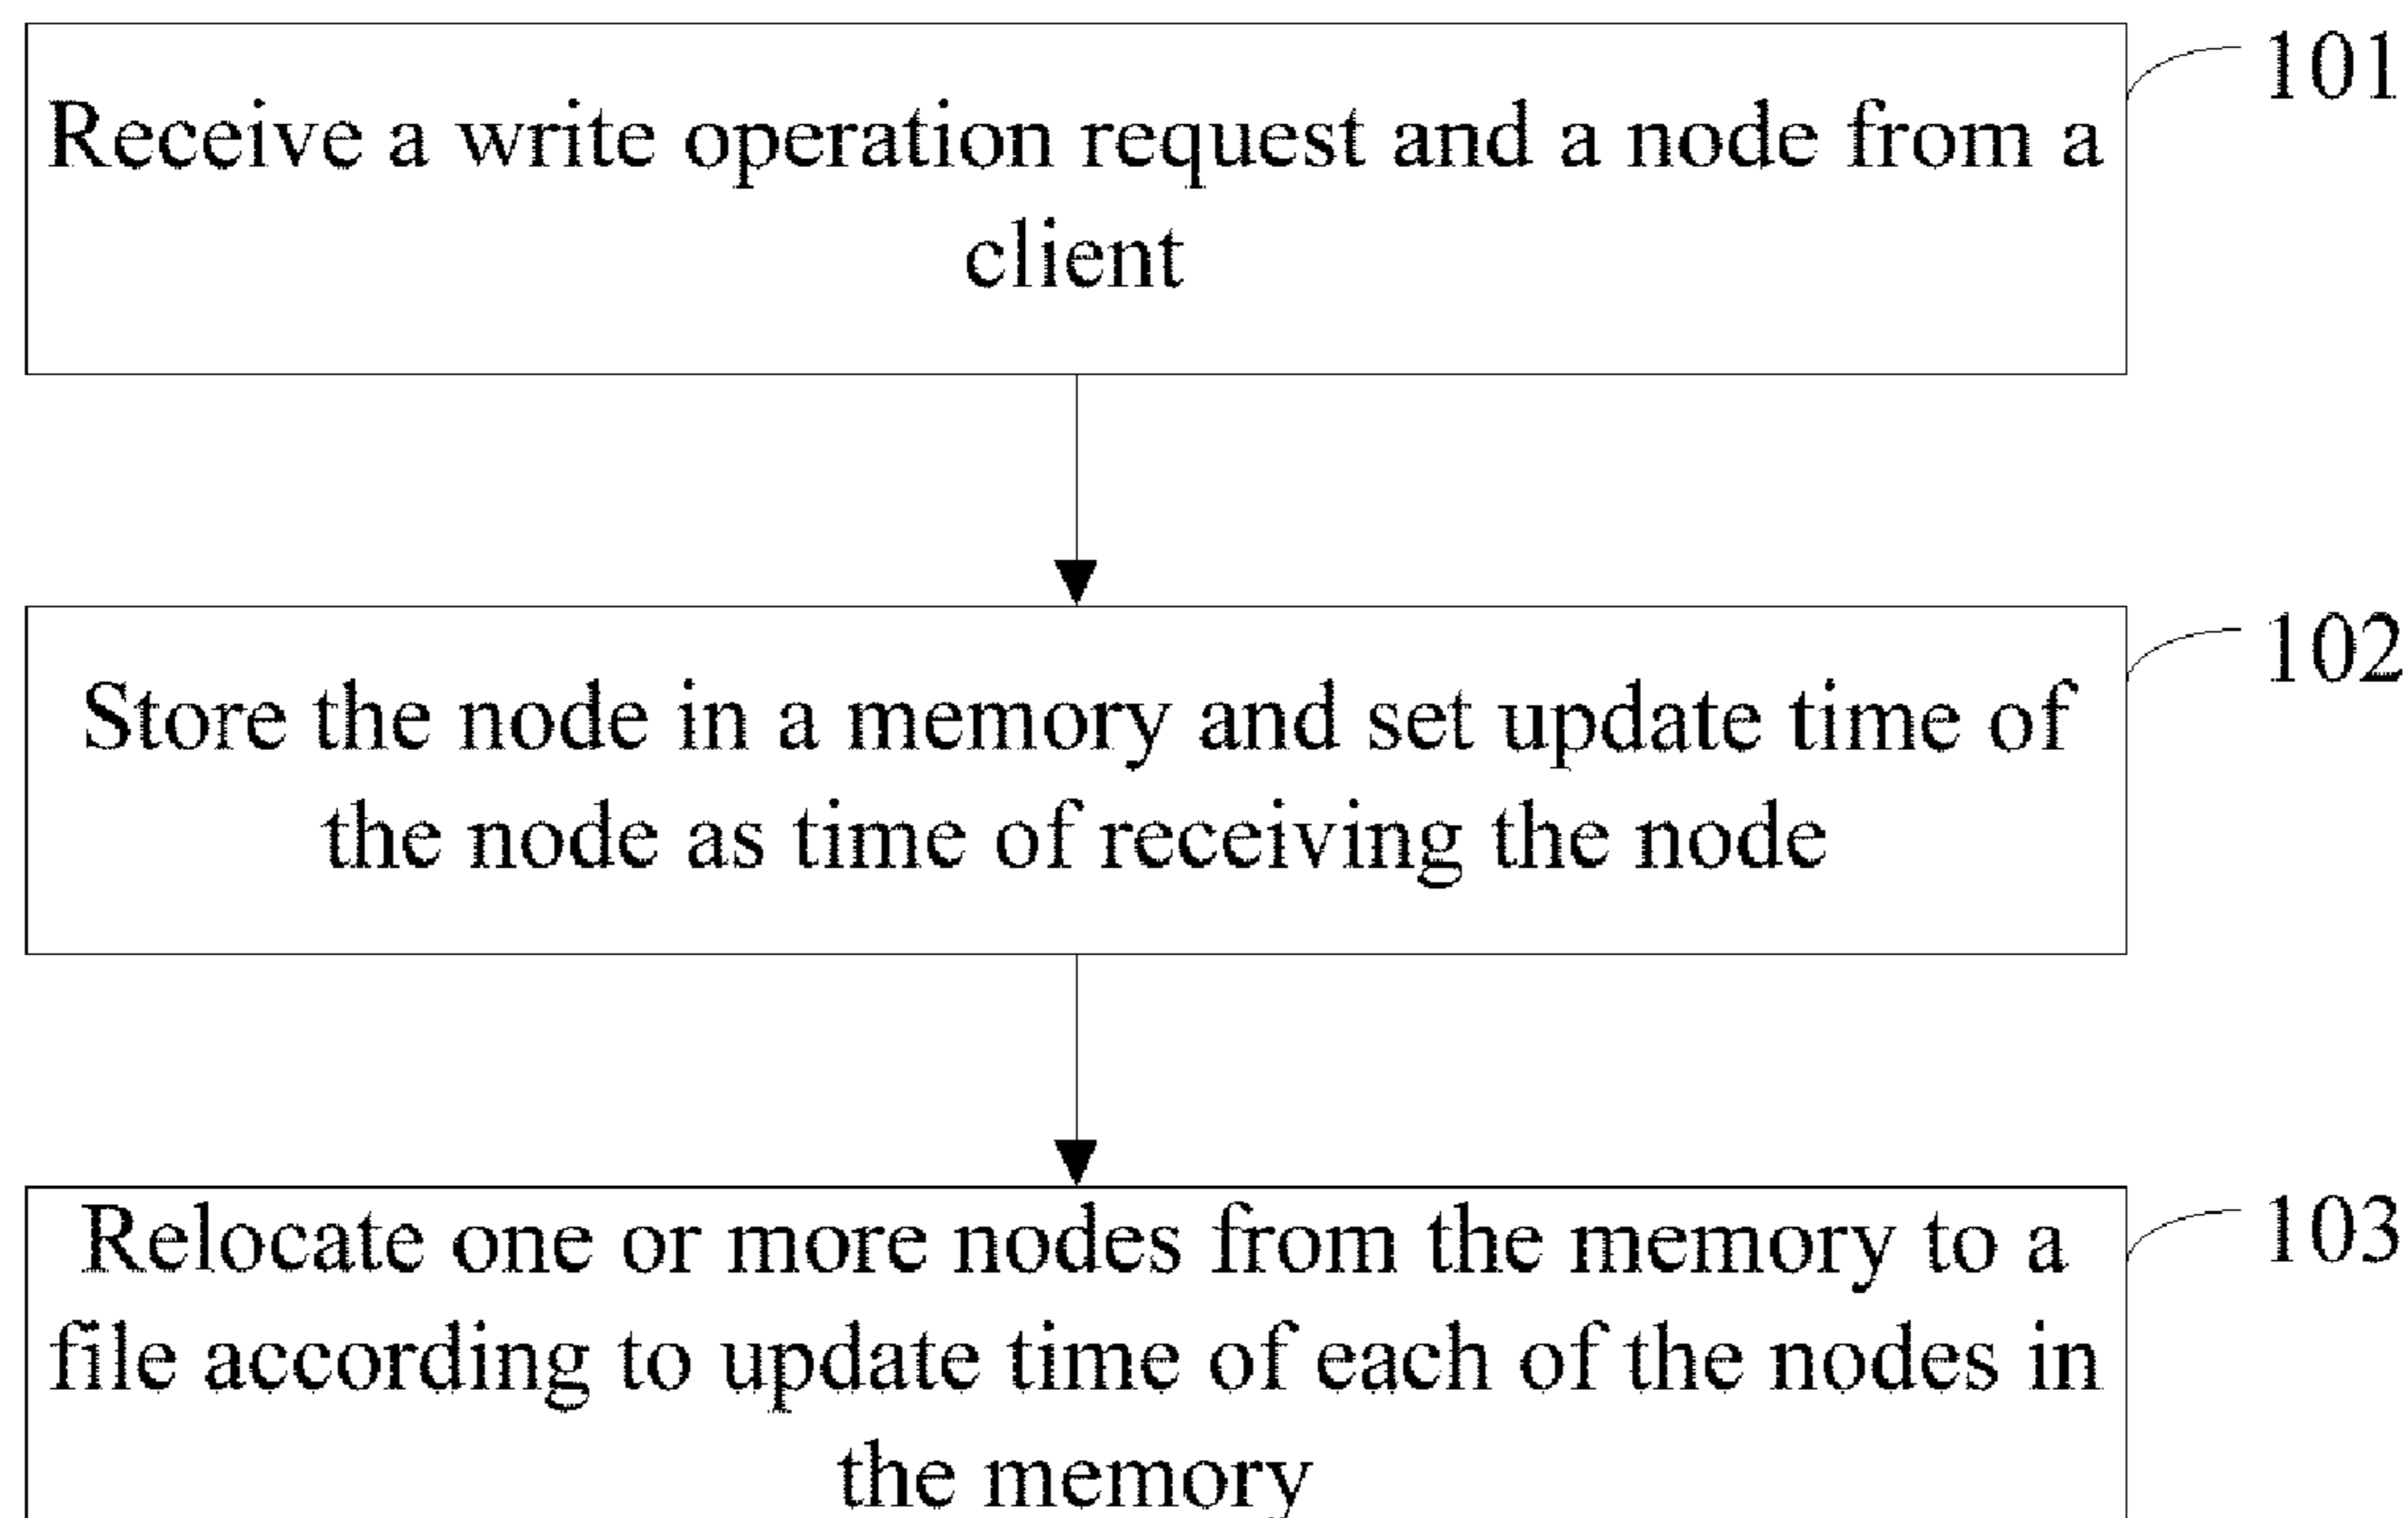 101
Receive a write operation request and a node from a
client
102
Store the node in a memory and set update time of
the node as time of receiving the node
103
Relocate one or more nodes from the memory to a
file according to update time of each of the nodes in
the memory